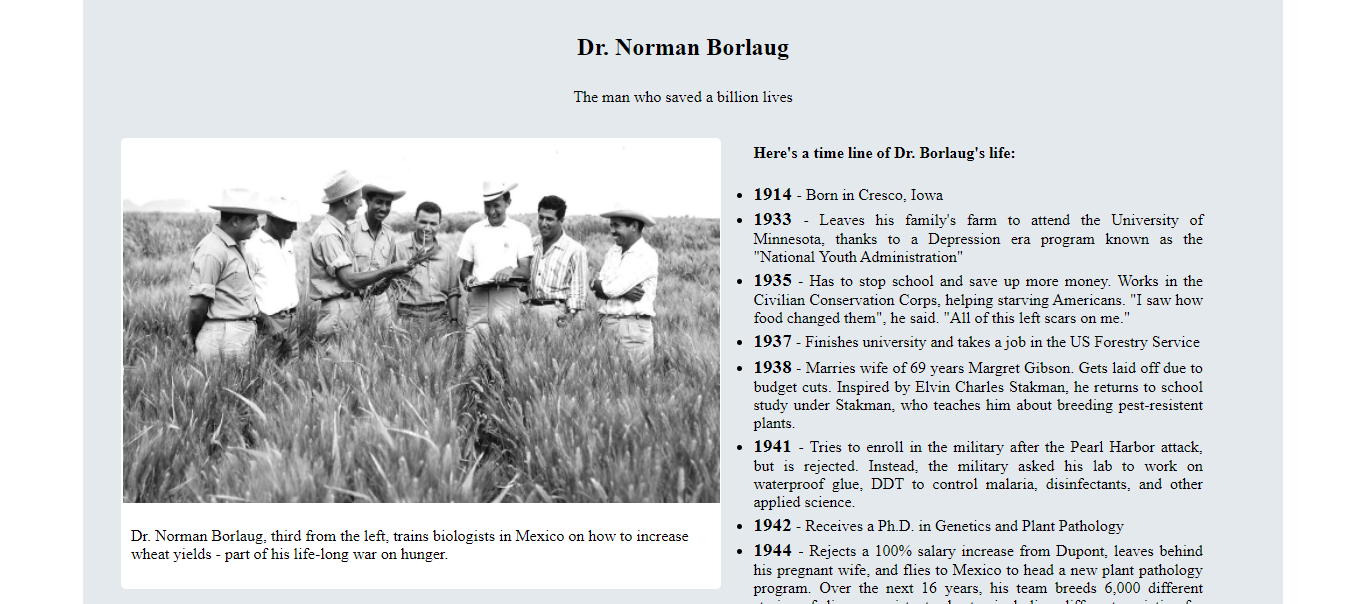 Dr. Norman Borlaug
The man who saved a billion lives
Dr. Norman Borlaug, third from the left, trains biologists in Mexico on how to increase
wheat yields - part of his life-long war on hunger.
Here's a time line of Dr. Borlaug's life:
1914 - Born in Cresco, Iowa
1933 - Leaves his family's farm to attend the University of
Minnesota, thanks to a Depression era program known as the
"National Youth Administration"
1935 - Has to stop school and save up more money. Works in the
Civilian Conservation Corps, helping starving Americans. "I saw how
food changed them", he said. "All of this left scars on me."
1937 - Finishes university and takes a job in the US Forestry Service
1938 - Marries wife of 69 years Margret Gibson. Gets laid off due to
budget cuts. Inspired by Elvin Charles Stakman, he returns to school
study under Stakman, who teaches him about breeding pest-resistent
plants.
1941 - Tries to enroll in the military after the Pearl Harbor attack,
but is rejected. Instead, the military asked his lab to work on
waterproof glue, DDT to control malaria, disinfectants, and other
applied science.
1942 - Receives a Ph.D. in Genetics and Plant Pathology
1944 - Rejects a 100% salary increase from Dupont, leaves behind
his pregnant wife, and flies to Mexico to head a new plant pathology
program. Over the next 16 years, his team breeds 6,000 different